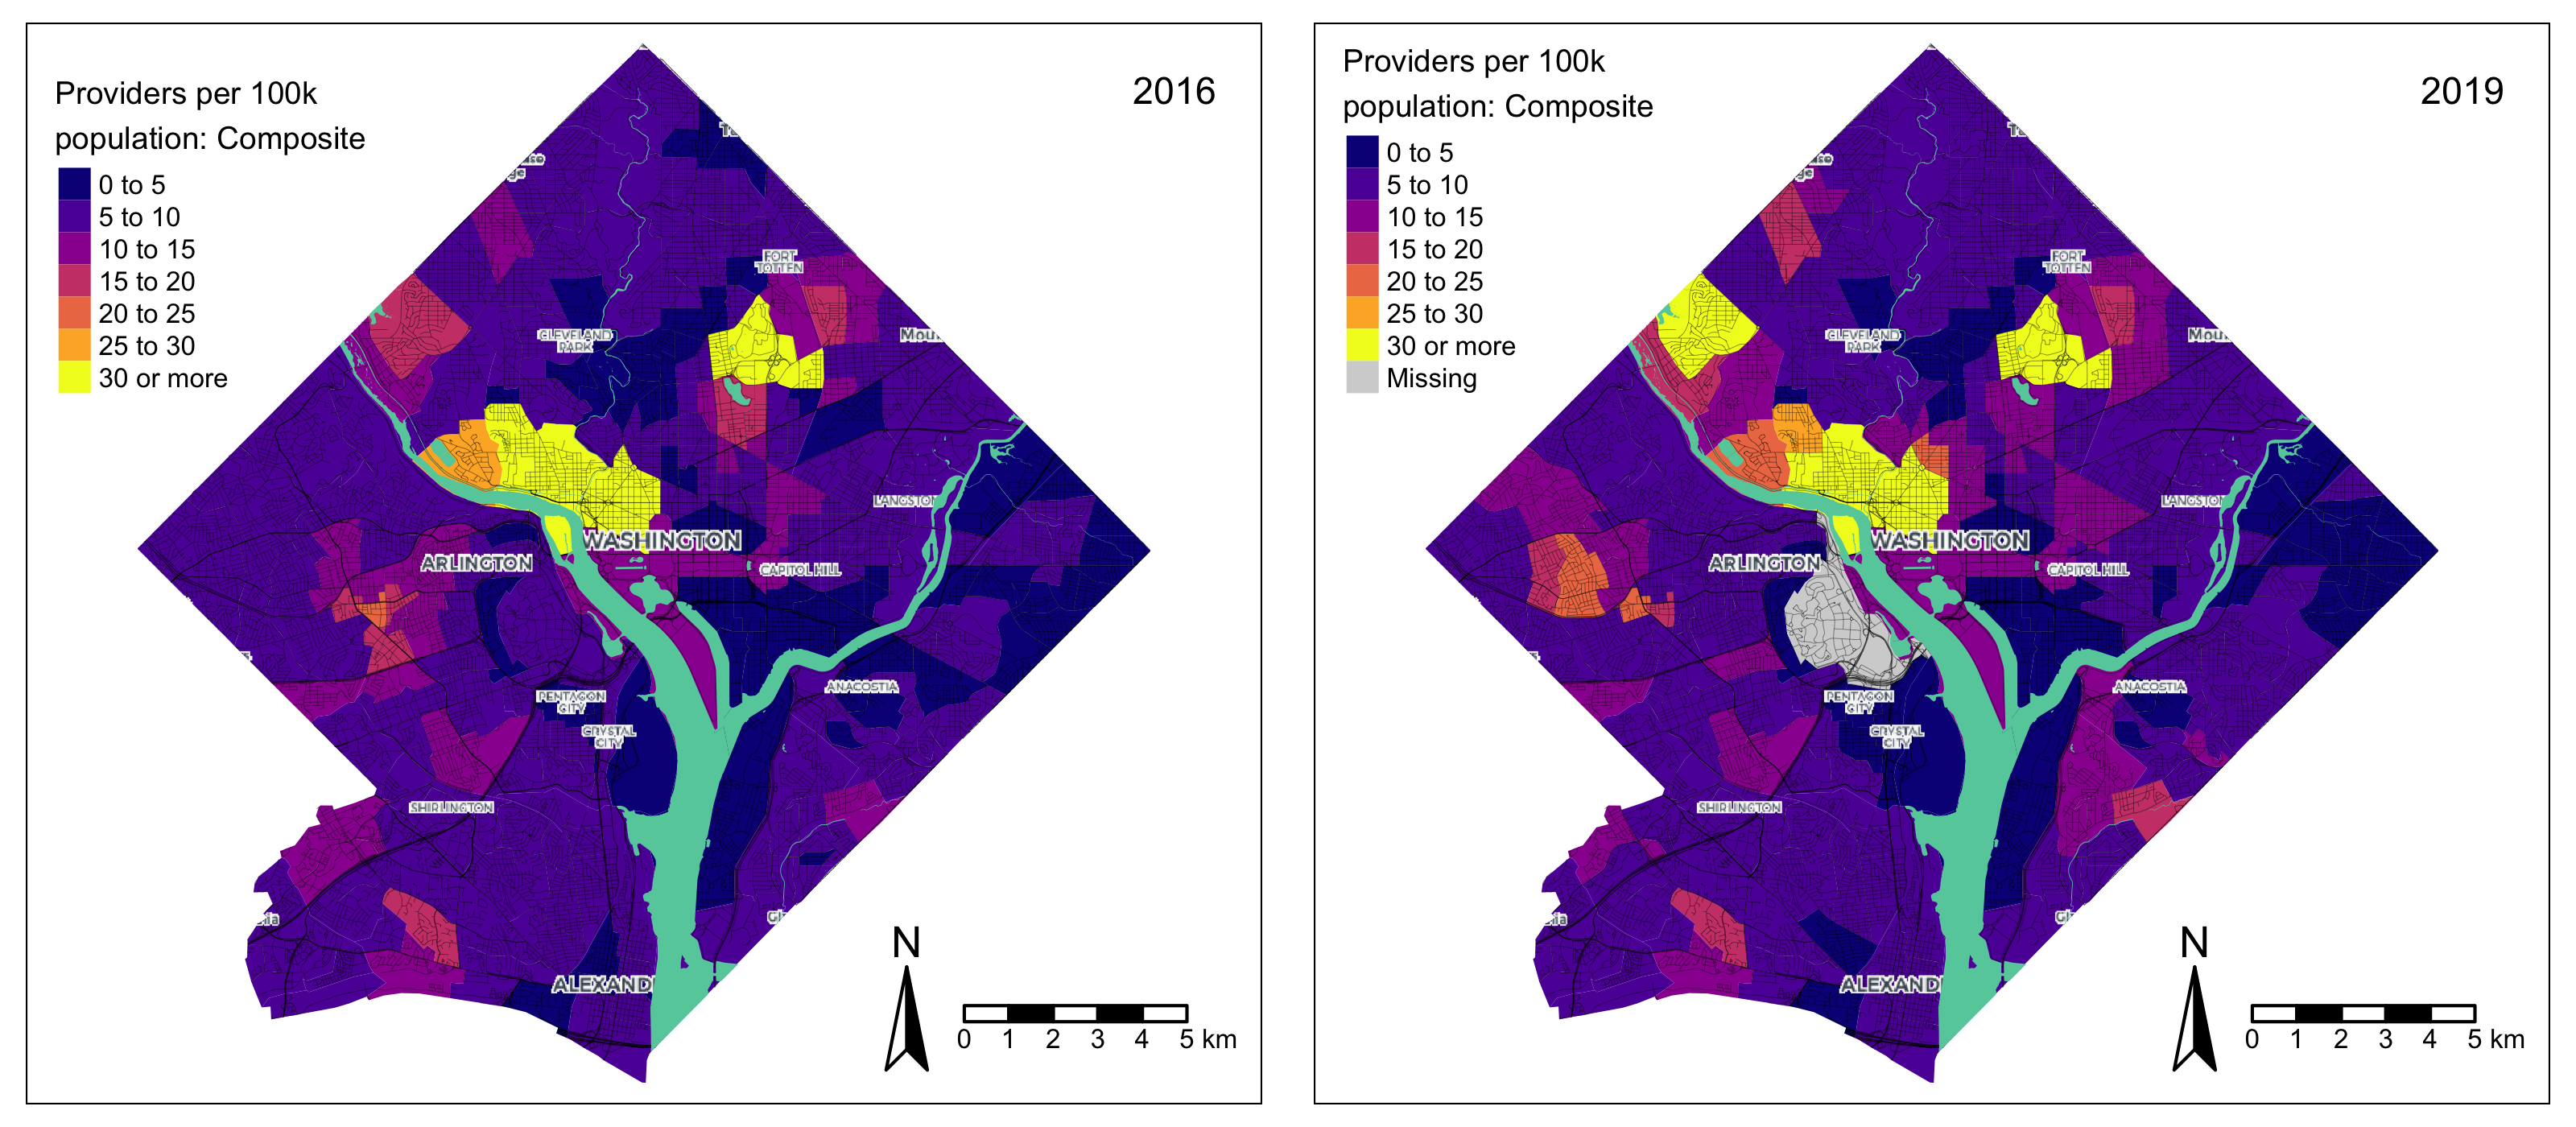 Providers per 100k
population: Composite
0 to 5
5 to 10
10 to 15
15 to 20
20 to 25
25 to 30
30 or more
2016
FORT
TOTTEN
CLEVELAND
PARK
LANGSTON
WASHINGTON
ARLINGTON
CAPITOL HILL
PENTAGON
CITY
ANACOSTIA
CRYSTAL
CITY
SHIRLINGTON
ALEXAND
N
0 1 2 3 4 5 km
Providers per 100k
population: Composite
0 to 5
5 to 10
10 to 15
15 to 20
20 to 25
25 to 30
30 or more
Missing
2019
FORT
TOTTEN
CLEVELAND
PARK
LANGSTON
WASHINGTON
ARLINGTON
CAPITOL HILL
PENTAGON
CITY
ANACOSTIA
CRYSTAL
CITY
SHIRLINGTON
ALEXAND
N
0 1 2 3 4 5 km